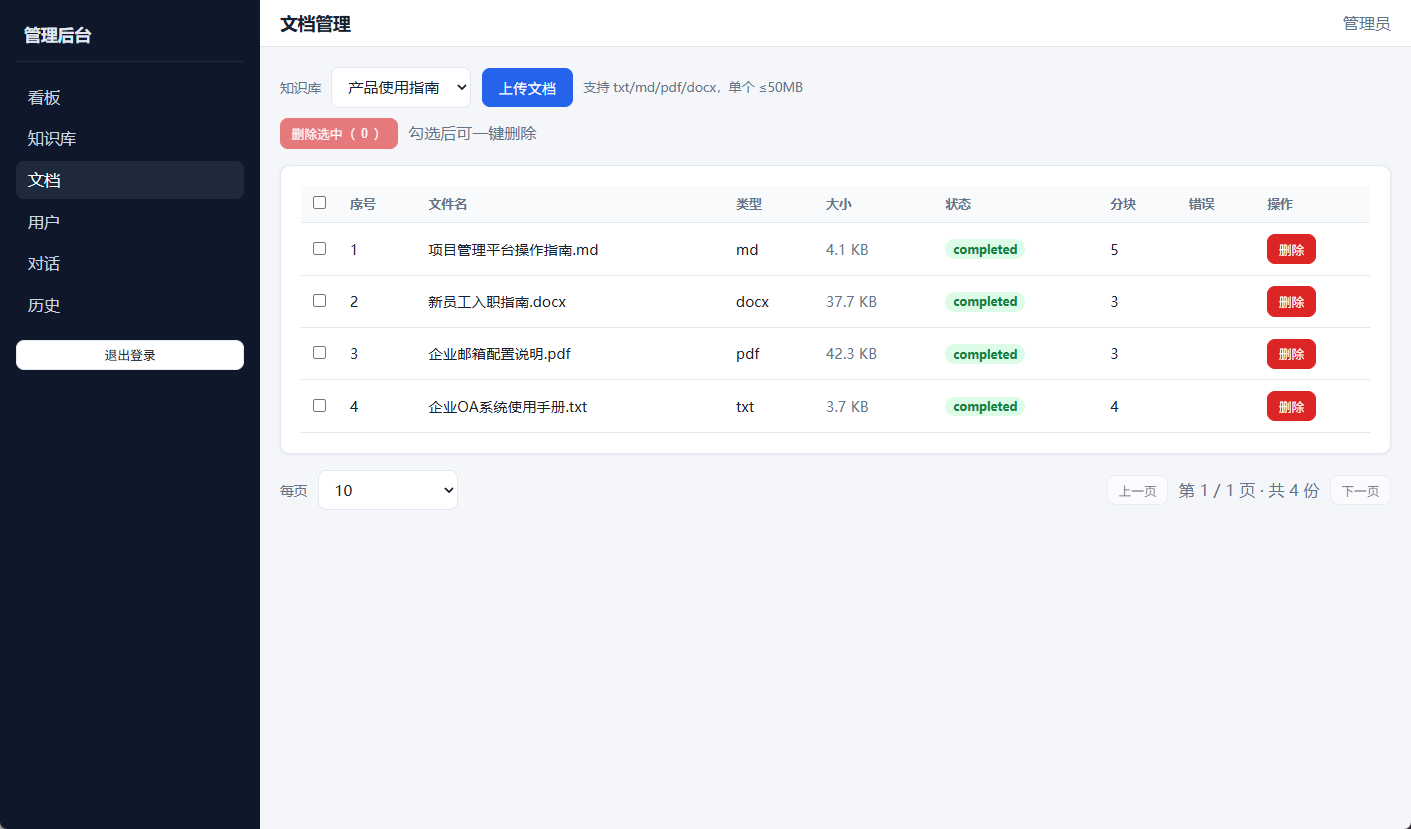 管理后台
看板
知识库
文档
用户
对话
历史
退出登录
文档管理 管理员
知识库 产品使用指南 上传文档 支持 txt/md/pdf/docx，单个 ≤50MB
删除选中（ 0 ） 勾选后可一键删除
序号 文件名 类型 大小 状态 分块 错误 操作
1 项目管理平台操作指南.md md 4.1 KB completed 5 删除
2 新员工入职指南.docx docx 37.7 KB completed 3 删除
3 企业邮箱配置说明.pdf pdf 42.3 KB completed 3 删除
4 企业OA系统使用手册.txt txt 3.7 KB completed 4 删除
每页 10 上一页 第 1 / 1 页 · 共 4 份 下一页